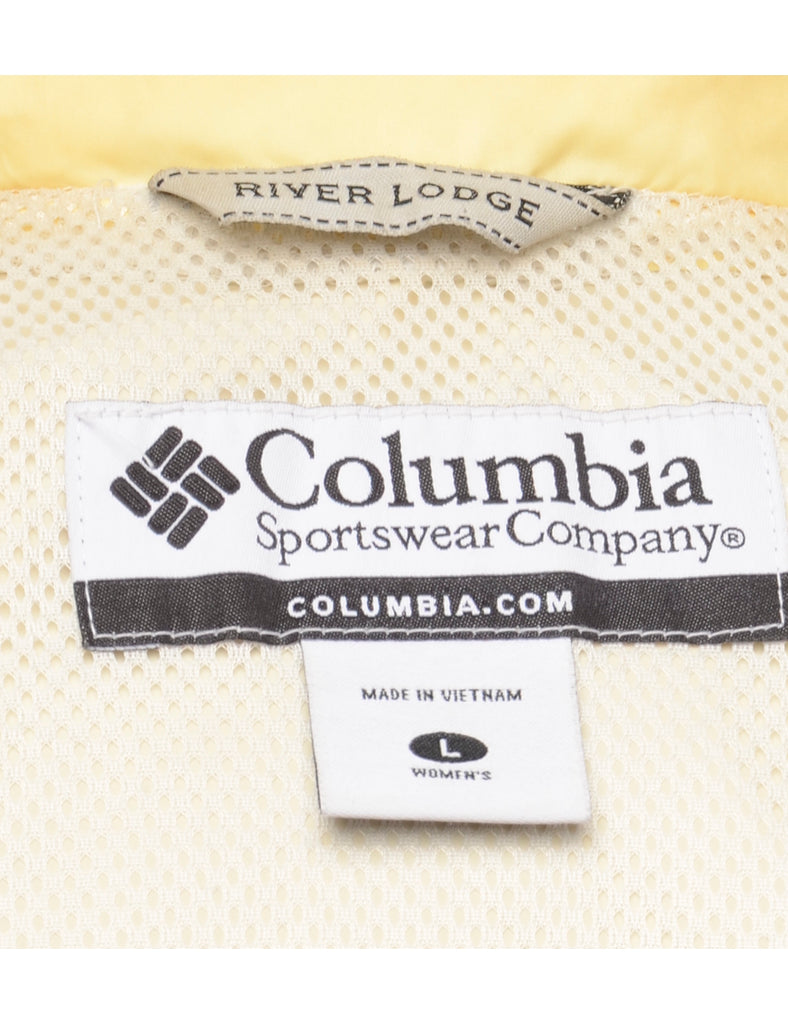 RIVER LODGE
Columbia
Sportswear Company®
COLUMBIA.COM
MADE IN VIETNAM
L
WOMEN'S